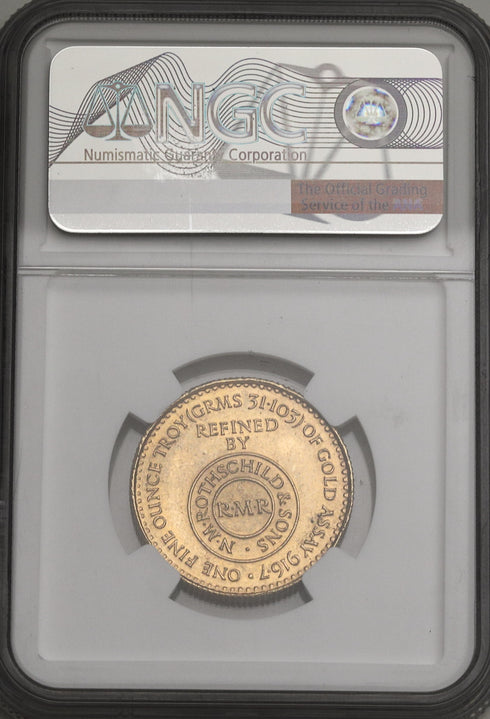 NGC
Numismatic Guaranty Corporation
The Official Grading
Service of the
ONE FINE OUNCE TROY (GRMS 31·103) OF GOLD ASSAY 916·7 ·
REFINED
BY
N·M·ROTHSCHILD & SONS ·
R·M·R